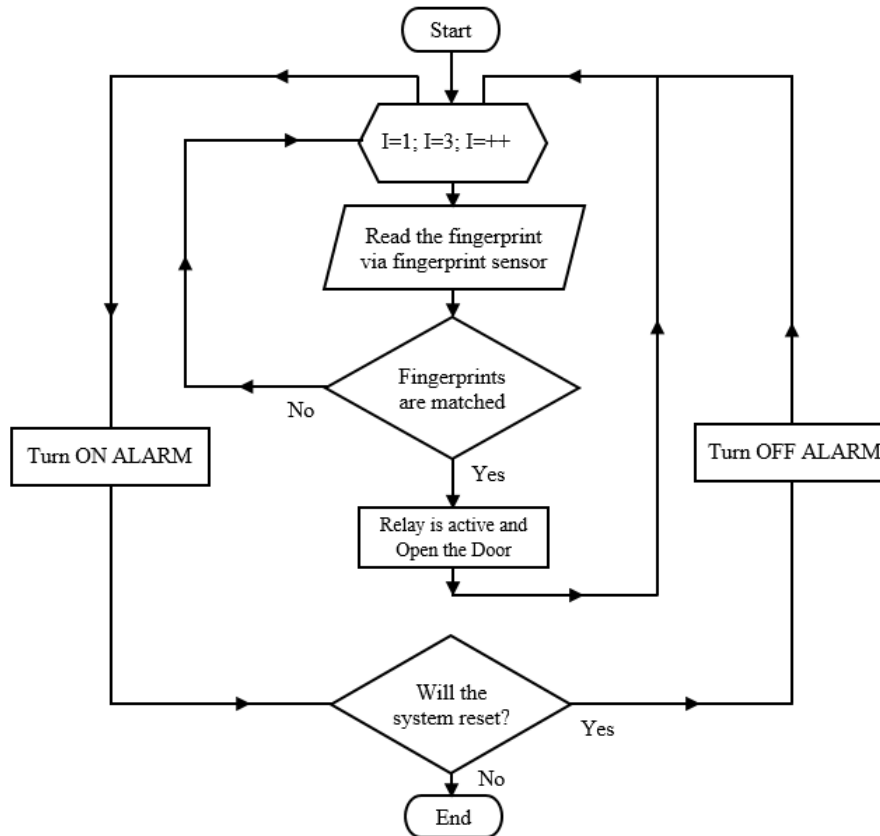 Start
I=1; I=3; I=++
Read the fingerprint
via fingerprint sensor
Fingerprints
are matched
No
Turn ON ALARM
Turn OFF ALARM
Yes
Relay is active and
Open the Door
Will the
system reset?
Yes
No
End